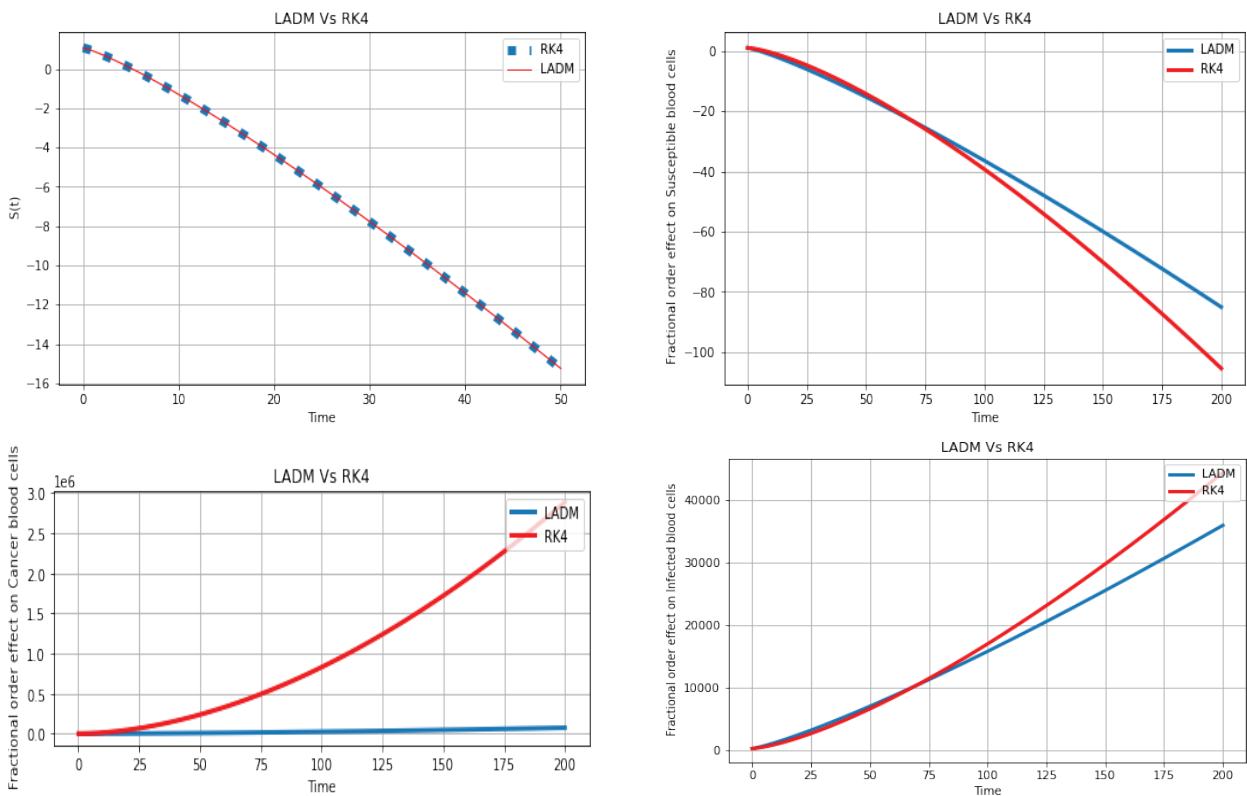 LADM Vs RK4
RK4
LADM
S(t)
0
−2
−4
−6
−8
−10
−12
−14
−16
0 10 20 30 40 50
Time
LADM Vs RK4
LADM
RK4
Fractional order effect on Susceptible blood cells
0
−20
−40
−60
−80
−100
0 25 50 75 100 125 150 175 200
Time
LADM Vs RK4
1e6
LADM
RK4
Fractional order effect on Cancer blood cells
3.0
2.5
2.0
1.5
1.0
0.5
0.0
0 25 50 75 100 125 150 175 200
Time
LADM Vs RK4
LADM
RK4
Fractional order effect on Infected blood cells
40000
30000
20000
10000
0
0 25 50 75 100 125 150 175 200
Time